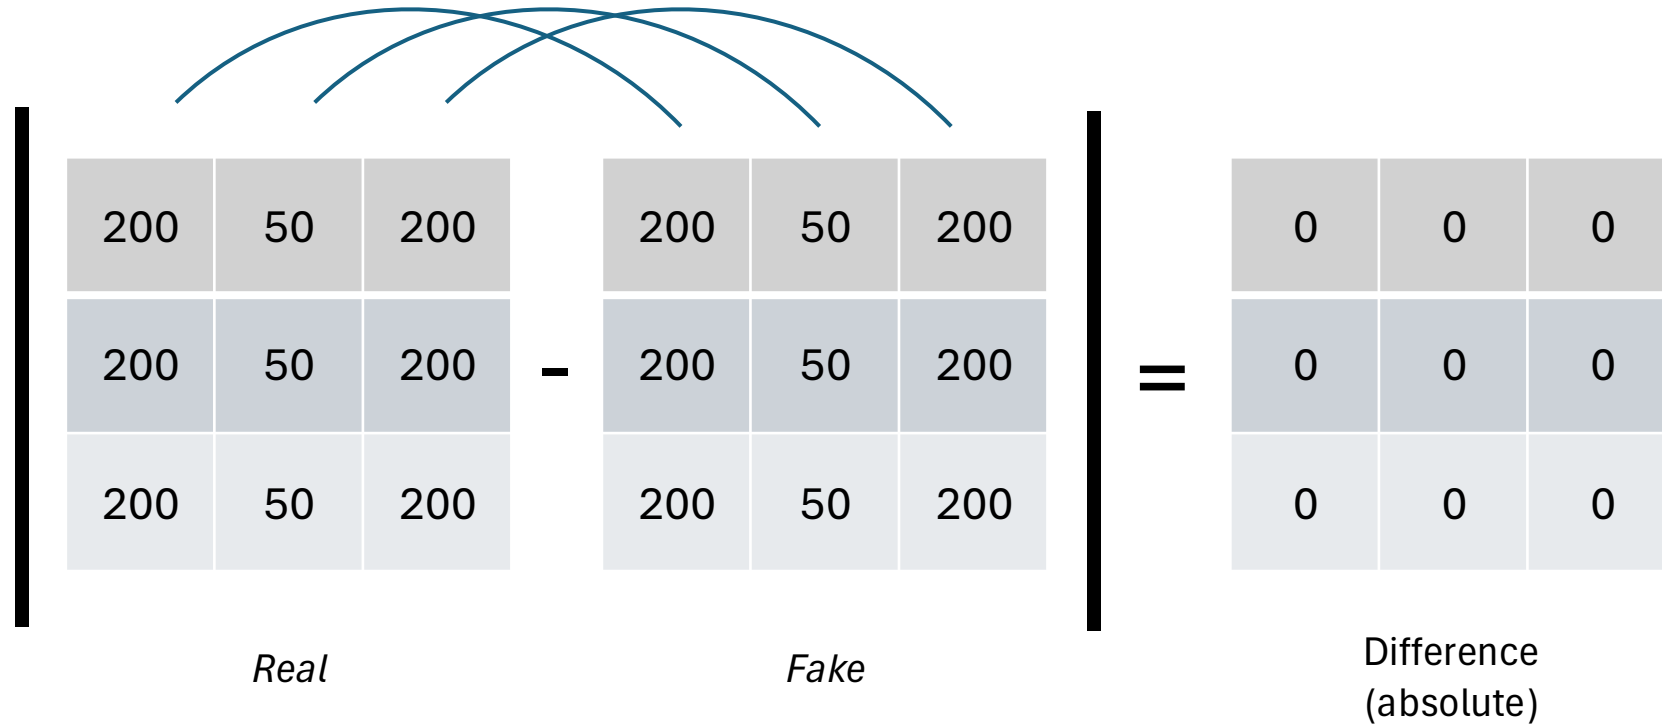 200 50 200 200 50 200 0 0 0
200 50 200 - 200 50 200 = 0 0 0
200 50 200 200 50 200 0 0 0
Real Fake Difference
(absolute)